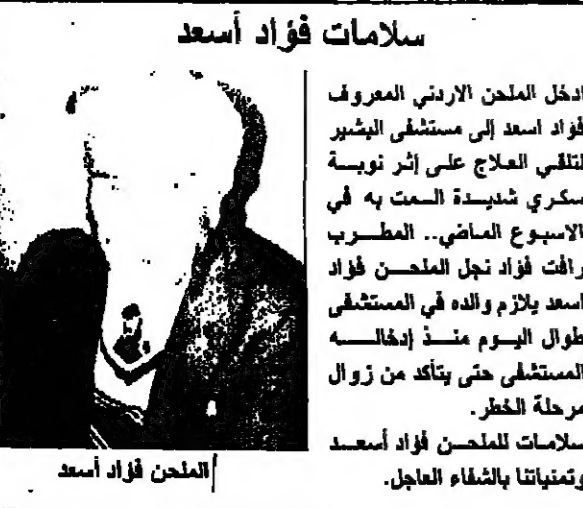 سلامات فؤاد أسعد
ادخل الملحن الاردني المعروف
فؤاد اسعد إلى مستشفى البشير
لتلقي العلاج على إثر نوبة
سكري شديدة المت به في
الاسبوع الماضي.. المطرب
رافت فؤاد نجل الملحن فؤاد
اسعد يلازم والده في المستشفى
طوال اليوم منذ إدخاله
المستشفى حتى يتأكد من زوال
مرحلة الخطر.
سلامات للملحن فؤاد أسعد
وتمنياتنا بالشفاء العاجل.
الملحن فؤاد أسعد